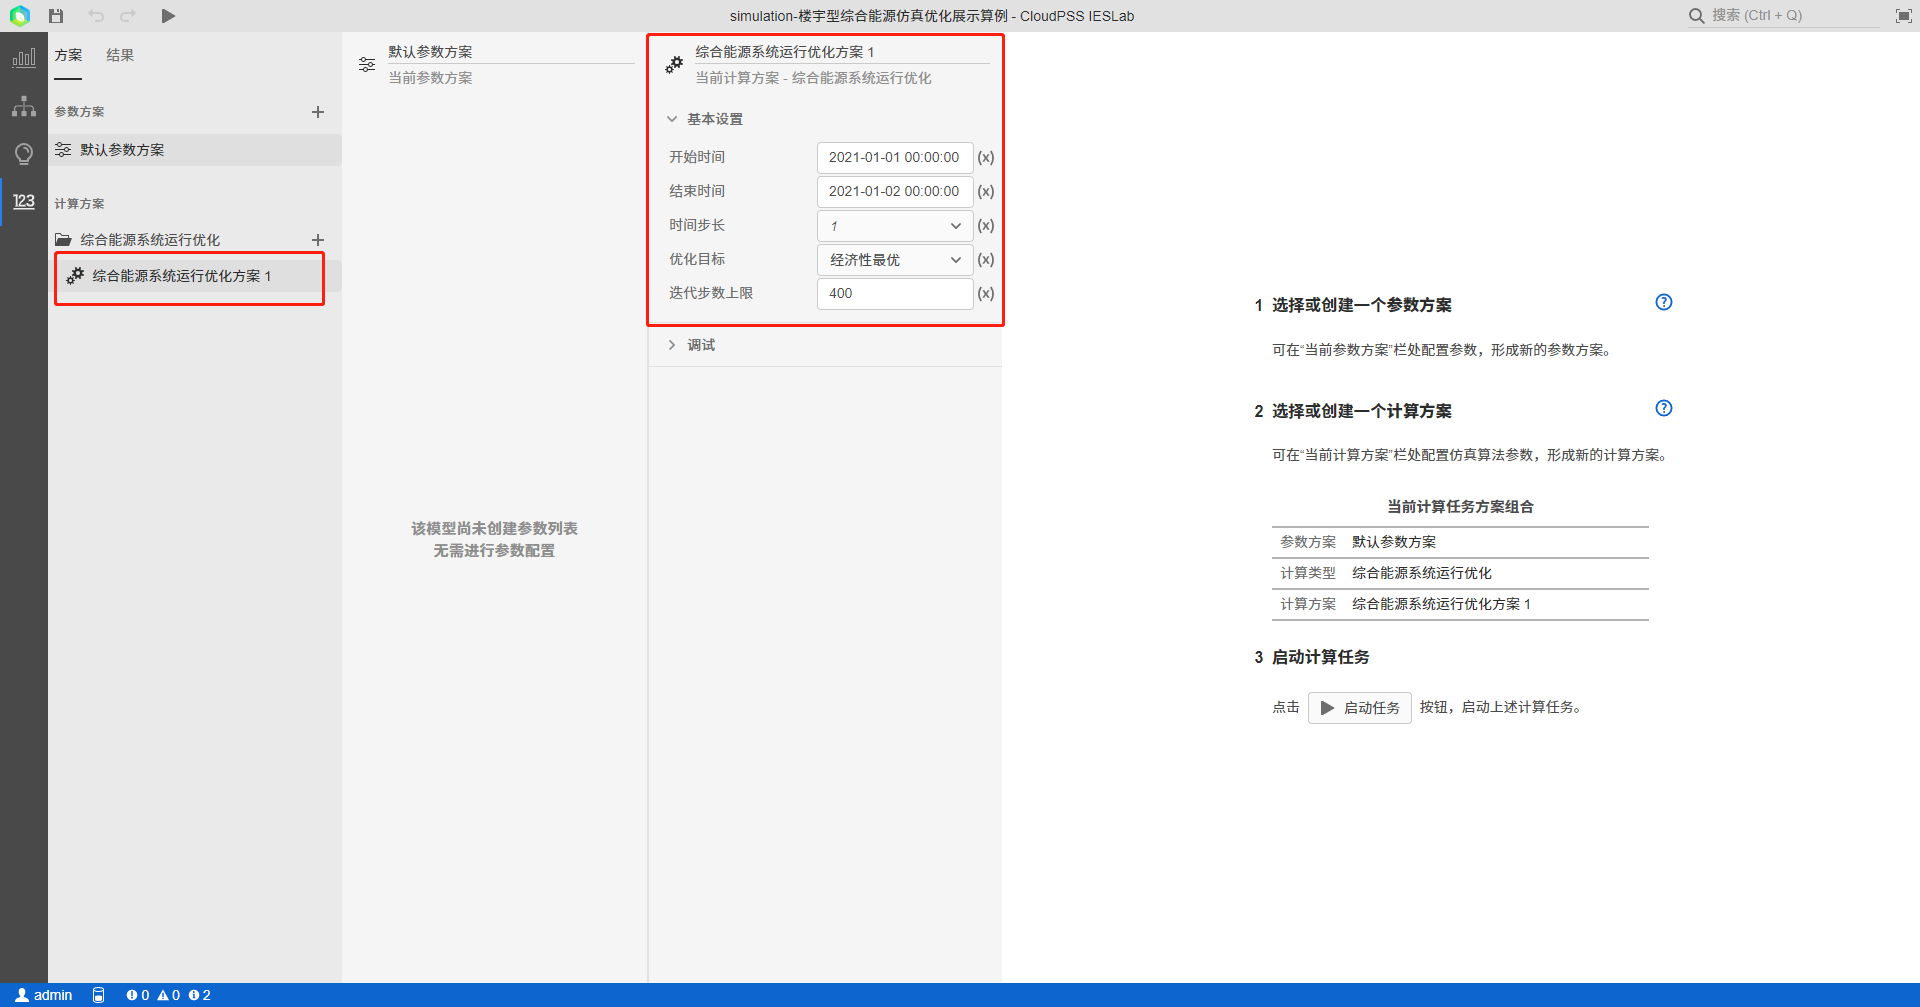 simulation-楼宇型综合能源仿真优化展示算例 - CloudPSS IESLab
搜索 (Ctrl + Q)
方案
结果
参数方案
默认参数方案
计算方案
综合能源系统运行优化
综合能源系统运行优化方案 1
123
默认参数方案
当前参数方案
该模型尚未创建参数列表
无需进行参数配置
综合能源系统运行优化方案 1
当前计算方案 - 综合能源系统运行优化
基本设置
开始时间 2021-01-01 00:00:00 (x)
结束时间 2021-01-02 00:00:00 (x)
时间步长 1 (x)
优化目标 经济性最优 (x)
迭代步数上限 400 (x)
调试
1 选择或创建一个参数方案
可在“当前参数方案”栏处配置参数，形成新的参数方案。
2 选择或创建一个计算方案
可在“当前计算方案”栏处配置仿真算法参数，形成新的计算方案。
当前计算任务方案组合
参数方案 默认参数方案
计算类型 综合能源系统运行优化
计算方案 综合能源系统运行优化方案 1
3 启动计算任务
点击 启动任务 按钮，启动上述计算任务。
admin 0 0 2